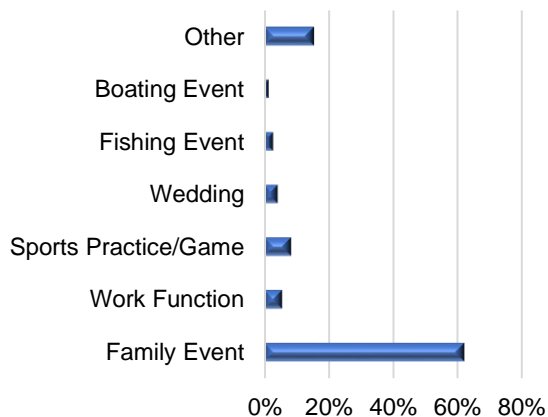 Other
Boating Event
Fishing Event
Wedding
Sports Practice/Game
Work Function
Family Event
0% 20% 40% 60% 80%